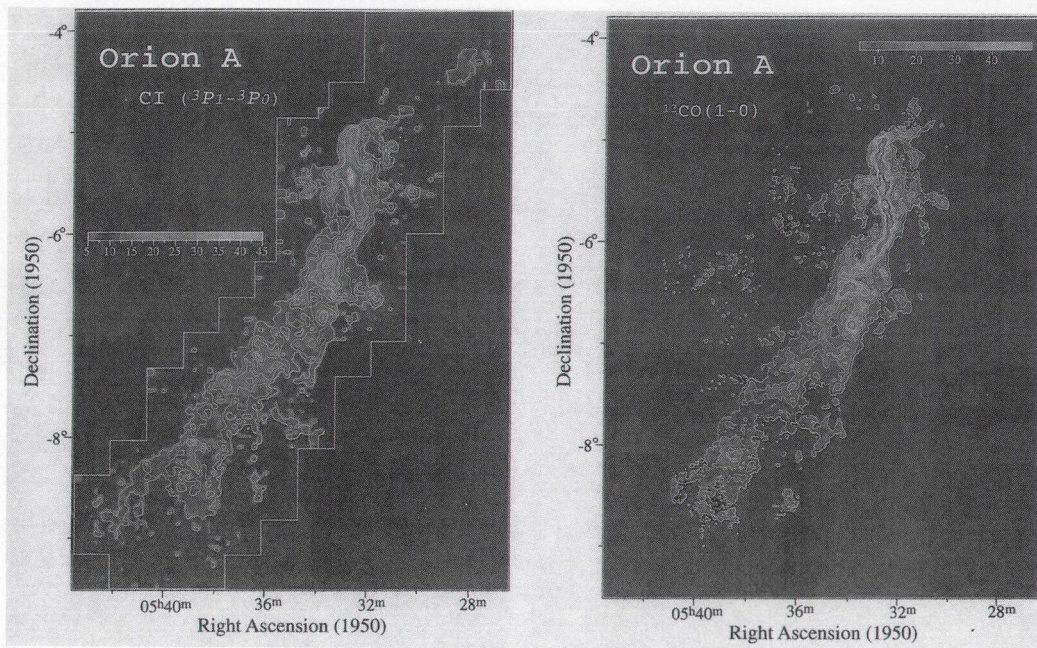 Orion A
CI (³P₁-³P₀)
5 10 15 20 25 30 35 40 45
-4°
-6°
-8°
Declination (1950)
05ʰ40ᵐ 36ᵐ 32ᵐ 28ᵐ
Right Ascension (1950)
Orion A
¹²CO(1-0)
10 20 30 40
-4°
-6°
-8°
Declination (1950)
05ʰ40ᵐ 36ᵐ 32ᵐ 28ᵐ
Right Ascension (1950)